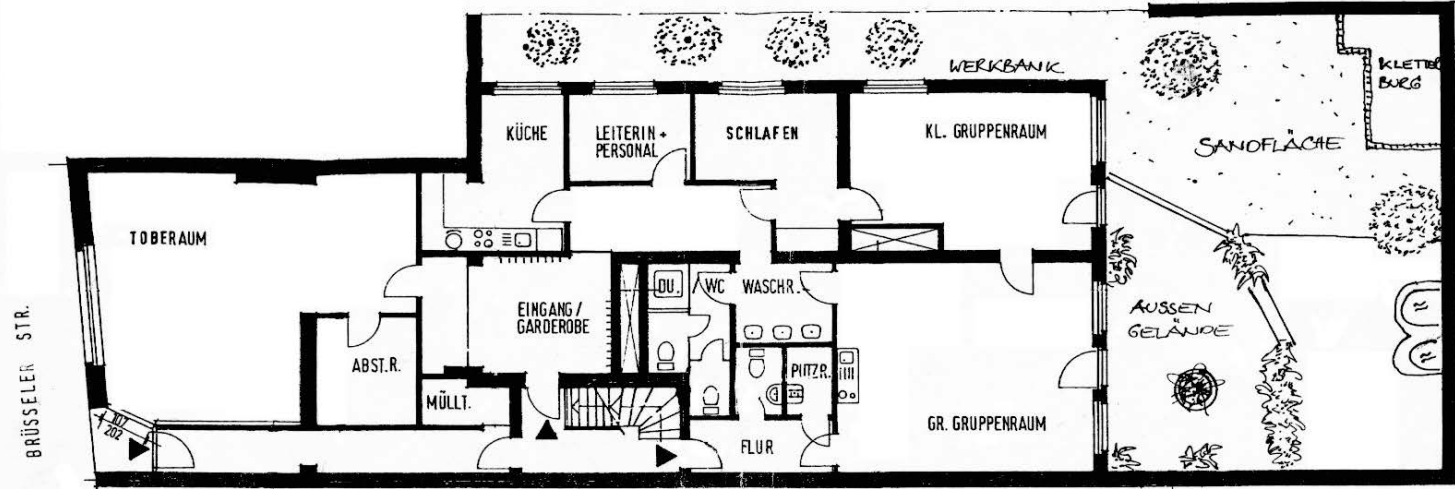 WERKBANK
KLETTER
BURG
KÜCHE
LEITERIN +
PERSONAL
SCHLAFEN
KL. GRUPPENRAUM
SANDFLÄCHE
TOBERAUM
EINGANG/
GARDEROBE
DU.
WC
WASCHR.
AUSSEN
GELÄNDE
ABST.R.
MÜLLT.
PUTZR.
GR. GRUPPENRAUM
FLUR
107
202
BRÜSSELER STR.